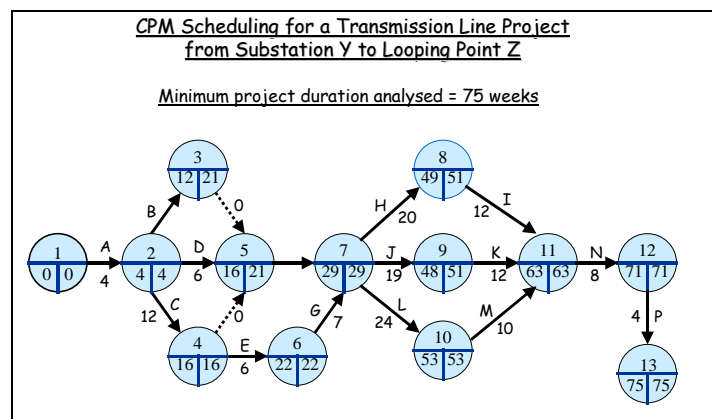 CPM Scheduling for a Transmission Line Project
from Substation Y to Looping Point Z
Minimum project duration analysed = 75 weeks
3
12 21
8
49 51
B
0
H
20
I
12
1
0 0
A
4
2
4 4
D
6
5
16 21
7
29 29
J
19
9
48 51
K
12
11
63 63
N
8
12
71 71
C
12
0
G
7
L
24
M
10
4 P
4
16 16
E
6
6
22 22
10
53 53
13
75 75